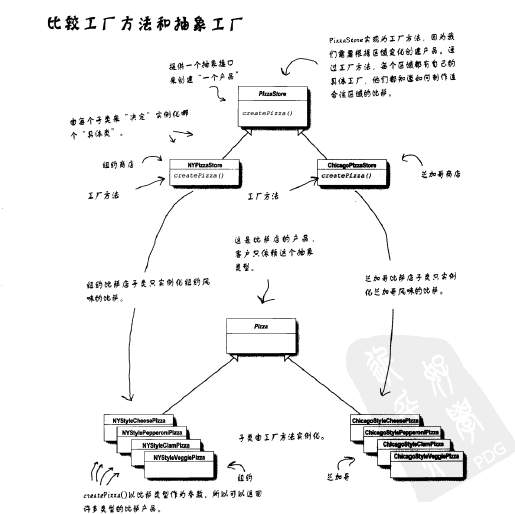 比较工厂方法和抽象工厂
PizzaStore实现为工厂方法，因为我
们需要根据区域变化创建产品。通
过工厂方法，每个区域都有自己的
具体工厂，他们都知道如何制作适
合该区域的比萨。
提供一个抽象接口
来创建“一个产品”
PizzaStore
createPizza()
由每个子类来“决定”实例化哪
个“具体类”。
纽约商店
NYPizzaStore
createPizza()
ChicagoPizzaStore
createPizza()
芝加哥商店
工厂方法
工厂方法
这是比萨店的产品，
客户只依赖这个抽象
类型。
纽约比萨店子类只实例化纽约风
味的比萨。
芝加哥比萨店子类只实例
化芝加哥风味的比萨。
Pizza
NYStyleCheesePizza
NYStylePepperoniPizza
NYStyleClamPizza
NYStyleVeggiePizza
ChicagoStyleCheesePizza
ChicagoStylePepperoniPizza
ChicagoStyleClamPizza
ChicagoStyleVeggiePizza
子类由工厂方法实例化。
纽约
芝加哥
createPizza()以比萨类型作为参数，所以可以返回
许多类型的比萨产品。
PDG